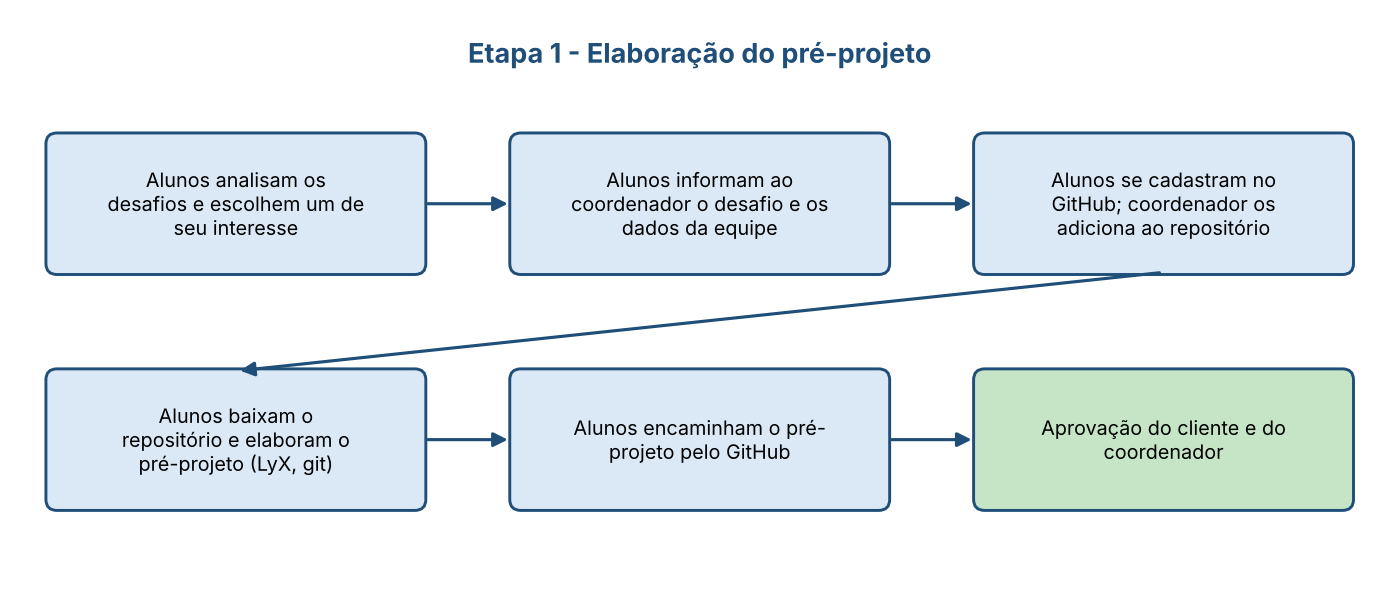 Etapa 1 - Elaboração do pré-projeto
Alunos analisam os
desafios e escolhem um de
seu interesse
Alunos informam ao
coordenador o desafio e os
dados da equipe
Alunos se cadastram no
GitHub; coordenador os
adiciona ao repositório
Alunos baixam o
repositório e elaboram o
pré-projeto (LyX, git)
Alunos encaminham o pré-
projeto pelo GitHub
Aprovação do cliente e do
coordenador